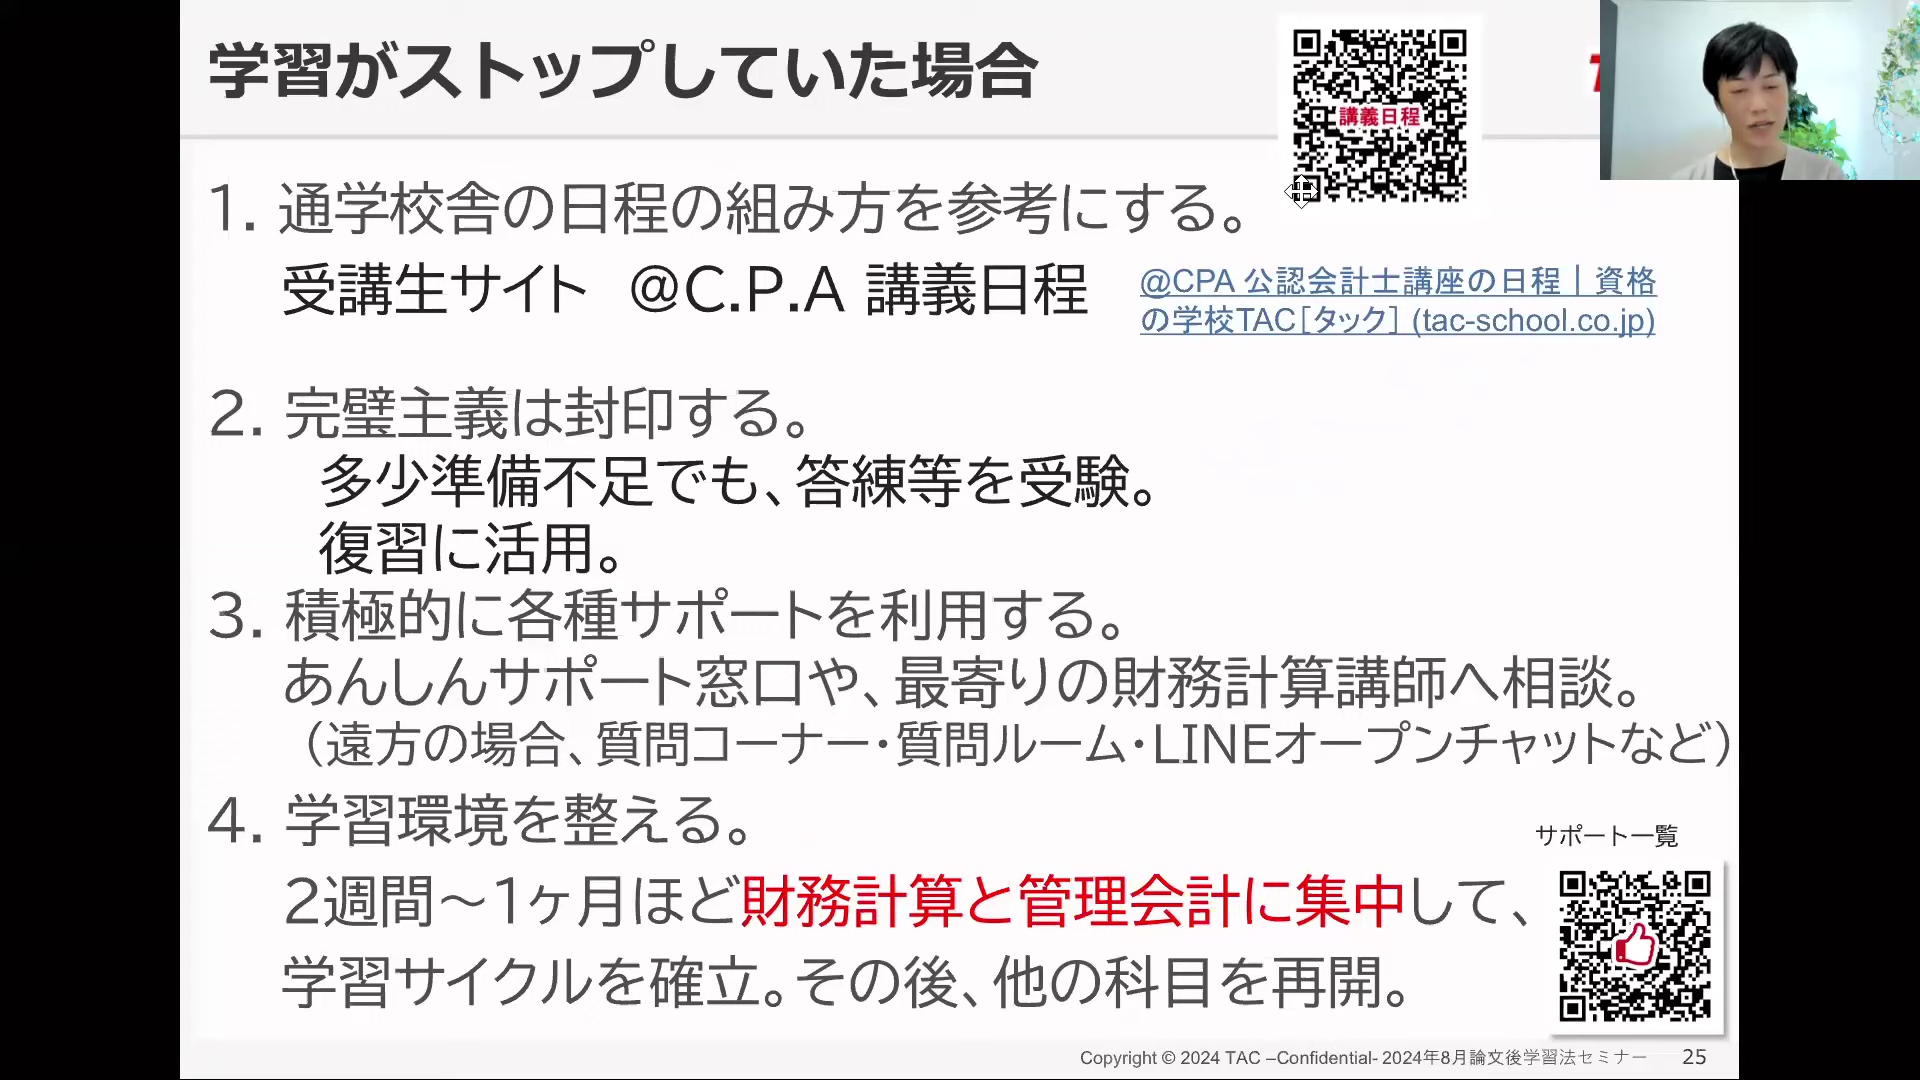 学習がストップしていた場合
講義日程
1. 通学校舎の日程の組み方を参考にする。
受講生サイト　@C.P.A 講義日程
@CPA 公認会計士講座の日程｜資格
の学校TAC[タック] (tac-school.co.jp)
2. 完璧主義は封印する。
多少準備不足でも、答練等を受験。
復習に活用。
3. 積極的に各種サポートを利用する。
あんしんサポート窓口や、最寄りの財務計算講師へ相談。
（遠方の場合、質問コーナー・質問ルーム・LINEオープンチャットなど）
4. 学習環境を整える。
サポート一覧
2週間～1ヶ月ほど財務計算と管理会計に集中して、
学習サイクルを確立。その後、他の科目を再開。
Copyright © 2024 TAC –Confidential- 2024年8月論文後学習法セミナー 25